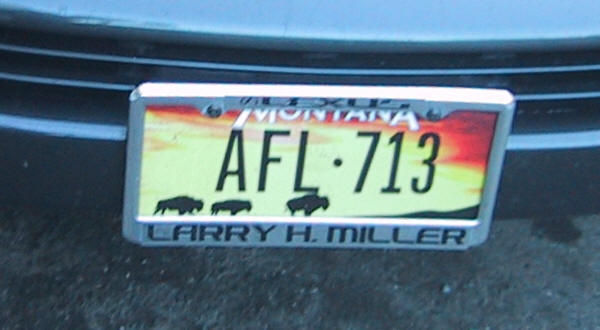 LEXUS
MONTANA
AFL·713
LARRY H. MILLER